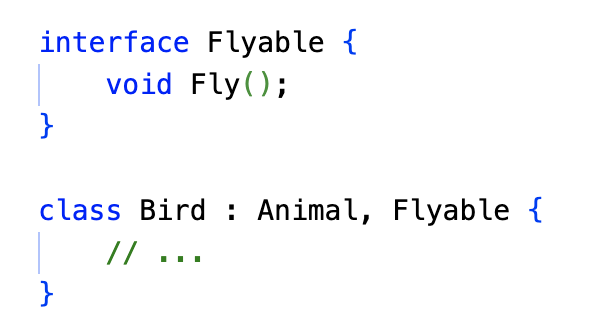 interface Flyable {
    void Fly();
}

class Bird : Animal, Flyable {
    // ...
}